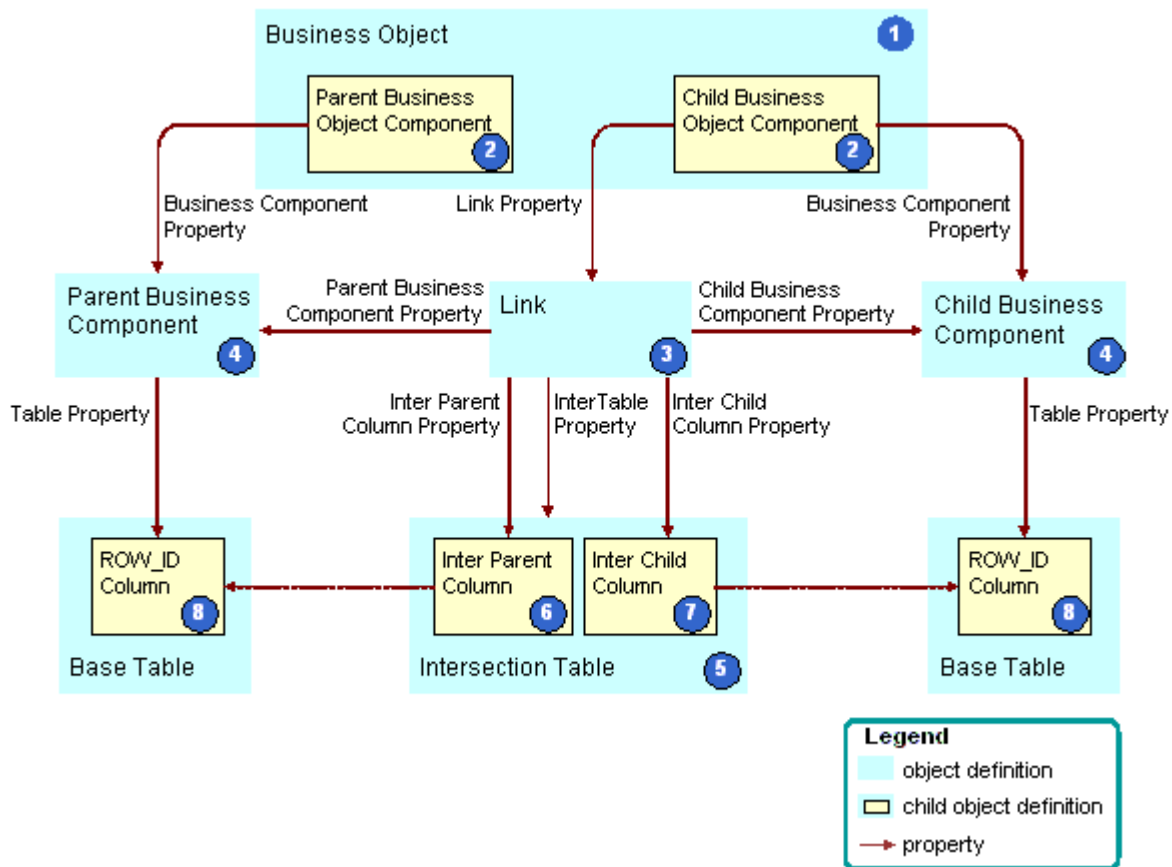 Business Object
1
Parent Business
Object Component
2
Child Business
Object Component
2
Business Component
Property
Link Property
Business Component
Property
Parent Business
Component
4
Parent Business
Component Property
Link
3
Child Business
Component Property
Child Business
Component
4
Table Property
Inter Parent
Column Property
InterTable
Property
Inter Child
Column Property
Table Property
ROW_ID
Column
8
Base Table
Inter Parent
Column
6
Inter Child
Column
7
Intersection Table
5
ROW_ID
Column
8
Base Table
Legend
object definition
child object definition
property